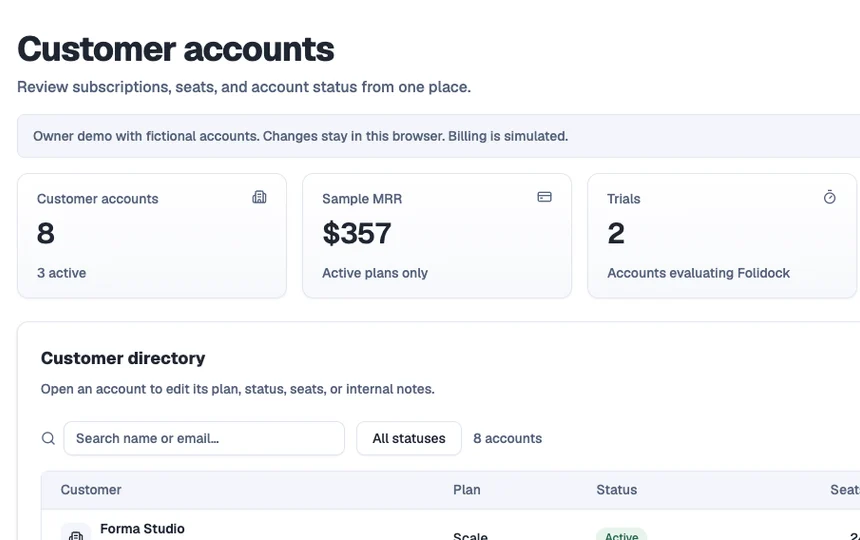 Customer accounts
Review subscriptions, seats, and account status from one place.
Owner demo with fictional accounts. Changes stay in this browser. Billing is simulated.
Customer accounts
8
3 active
Sample MRR
$357
Active plans only
Trials
2
Accounts evaluating Folidock
Customer directory
Open an account to edit its plan, status, seats, or internal notes.
Search name or email...
All statuses
8 accounts
Customer Plan Status
Forma Studio
Scale Active